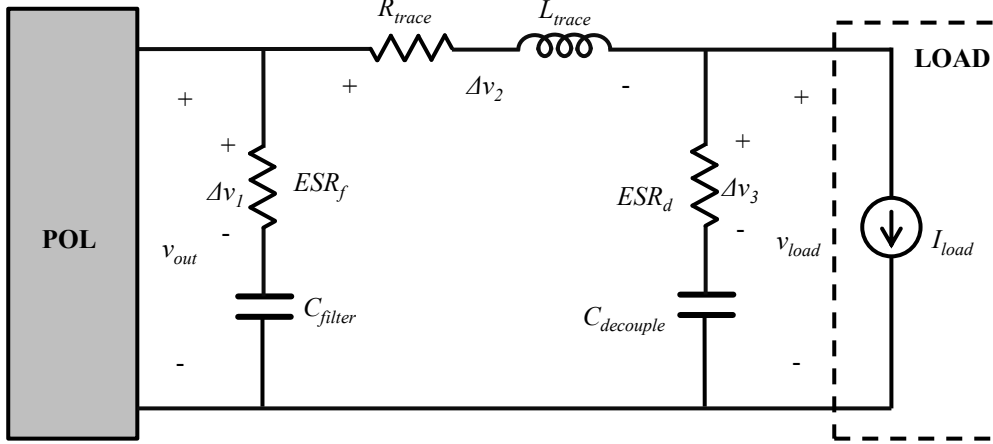 R_trace
L_trace
LOAD
+
+
Δv_2
-
+
+
ESR_f
Δv_1
-
+
ESR_d
Δv_3
-
POL
v_out
v_load
I_load
C_filter
C_decouple
-
-